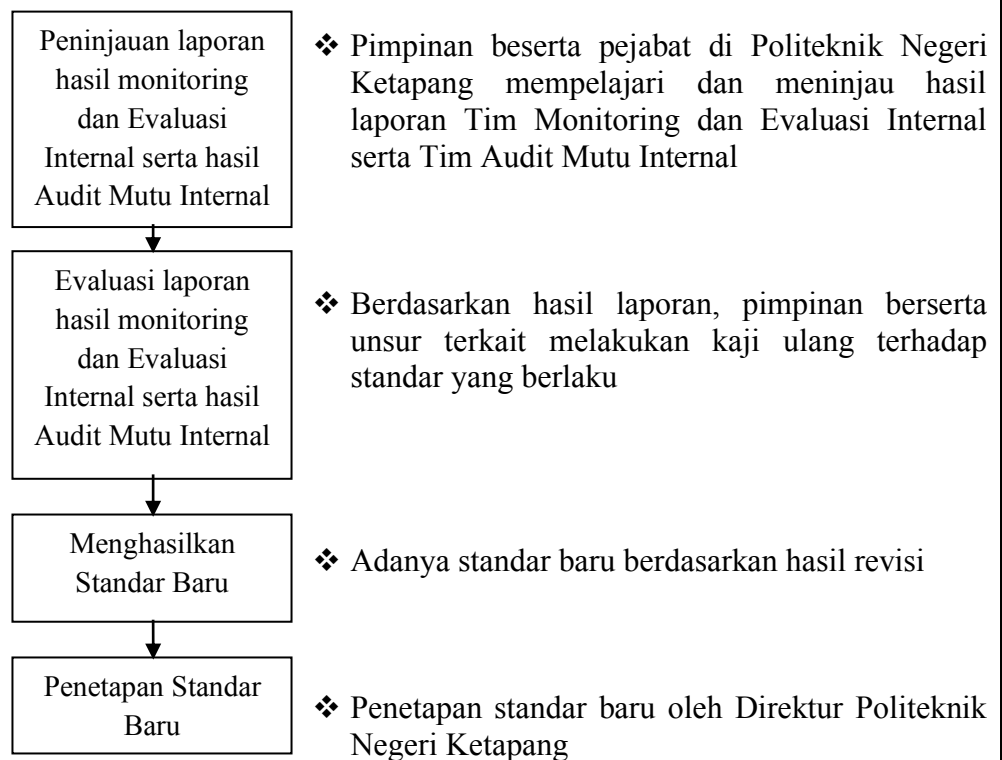 Peninjauan laporan
hasil monitoring
dan Evaluasi
Internal serta hasil
Audit Mutu Internal
❖ Pimpinan beserta pejabat di Politeknik Negeri
Ketapang mempelajari dan meninjau hasil
laporan Tim Monitoring dan Evaluasi Internal
serta Tim Audit Mutu Internal
Evaluasi laporan
hasil monitoring
dan Evaluasi
Internal serta hasil
Audit Mutu Internal
❖ Berdasarkan hasil laporan, pimpinan berserta
unsur terkait melakukan kaji ulang terhadap
standar yang berlaku
Menghasilkan
Standar Baru
❖ Adanya standar baru berdasarkan hasil revisi
Penetapan Standar
Baru
❖ Penetapan standar baru oleh Direktur Politeknik
Negeri Ketapang